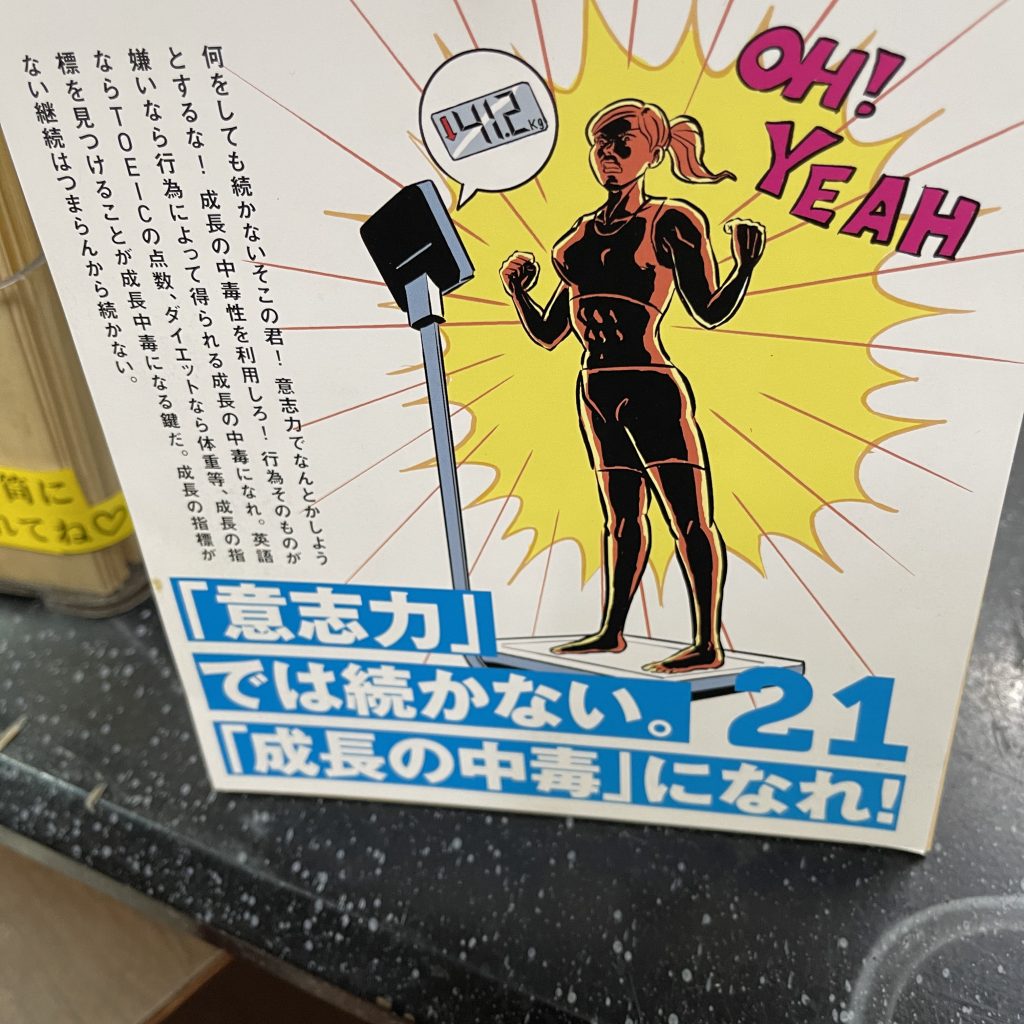 OH!
YEAH
41.2Kg
何をしても続かないそこの君！ 意志力でなんとかしよう
とするな！ 成長の中毒性を利用しろ！ 行為そのものが
嫌いなら行為によって得られる成長の中毒になれ。英語
ならTOEICの点数、ダイエットなら体重等、成長の指
標を見つけることが成長中毒になる鍵だ。成長の指標が
ない継続はつまらんから続かない。
「意志力」
では続かない。
「成長の中毒」になれ!
21
筒に
れてね♡